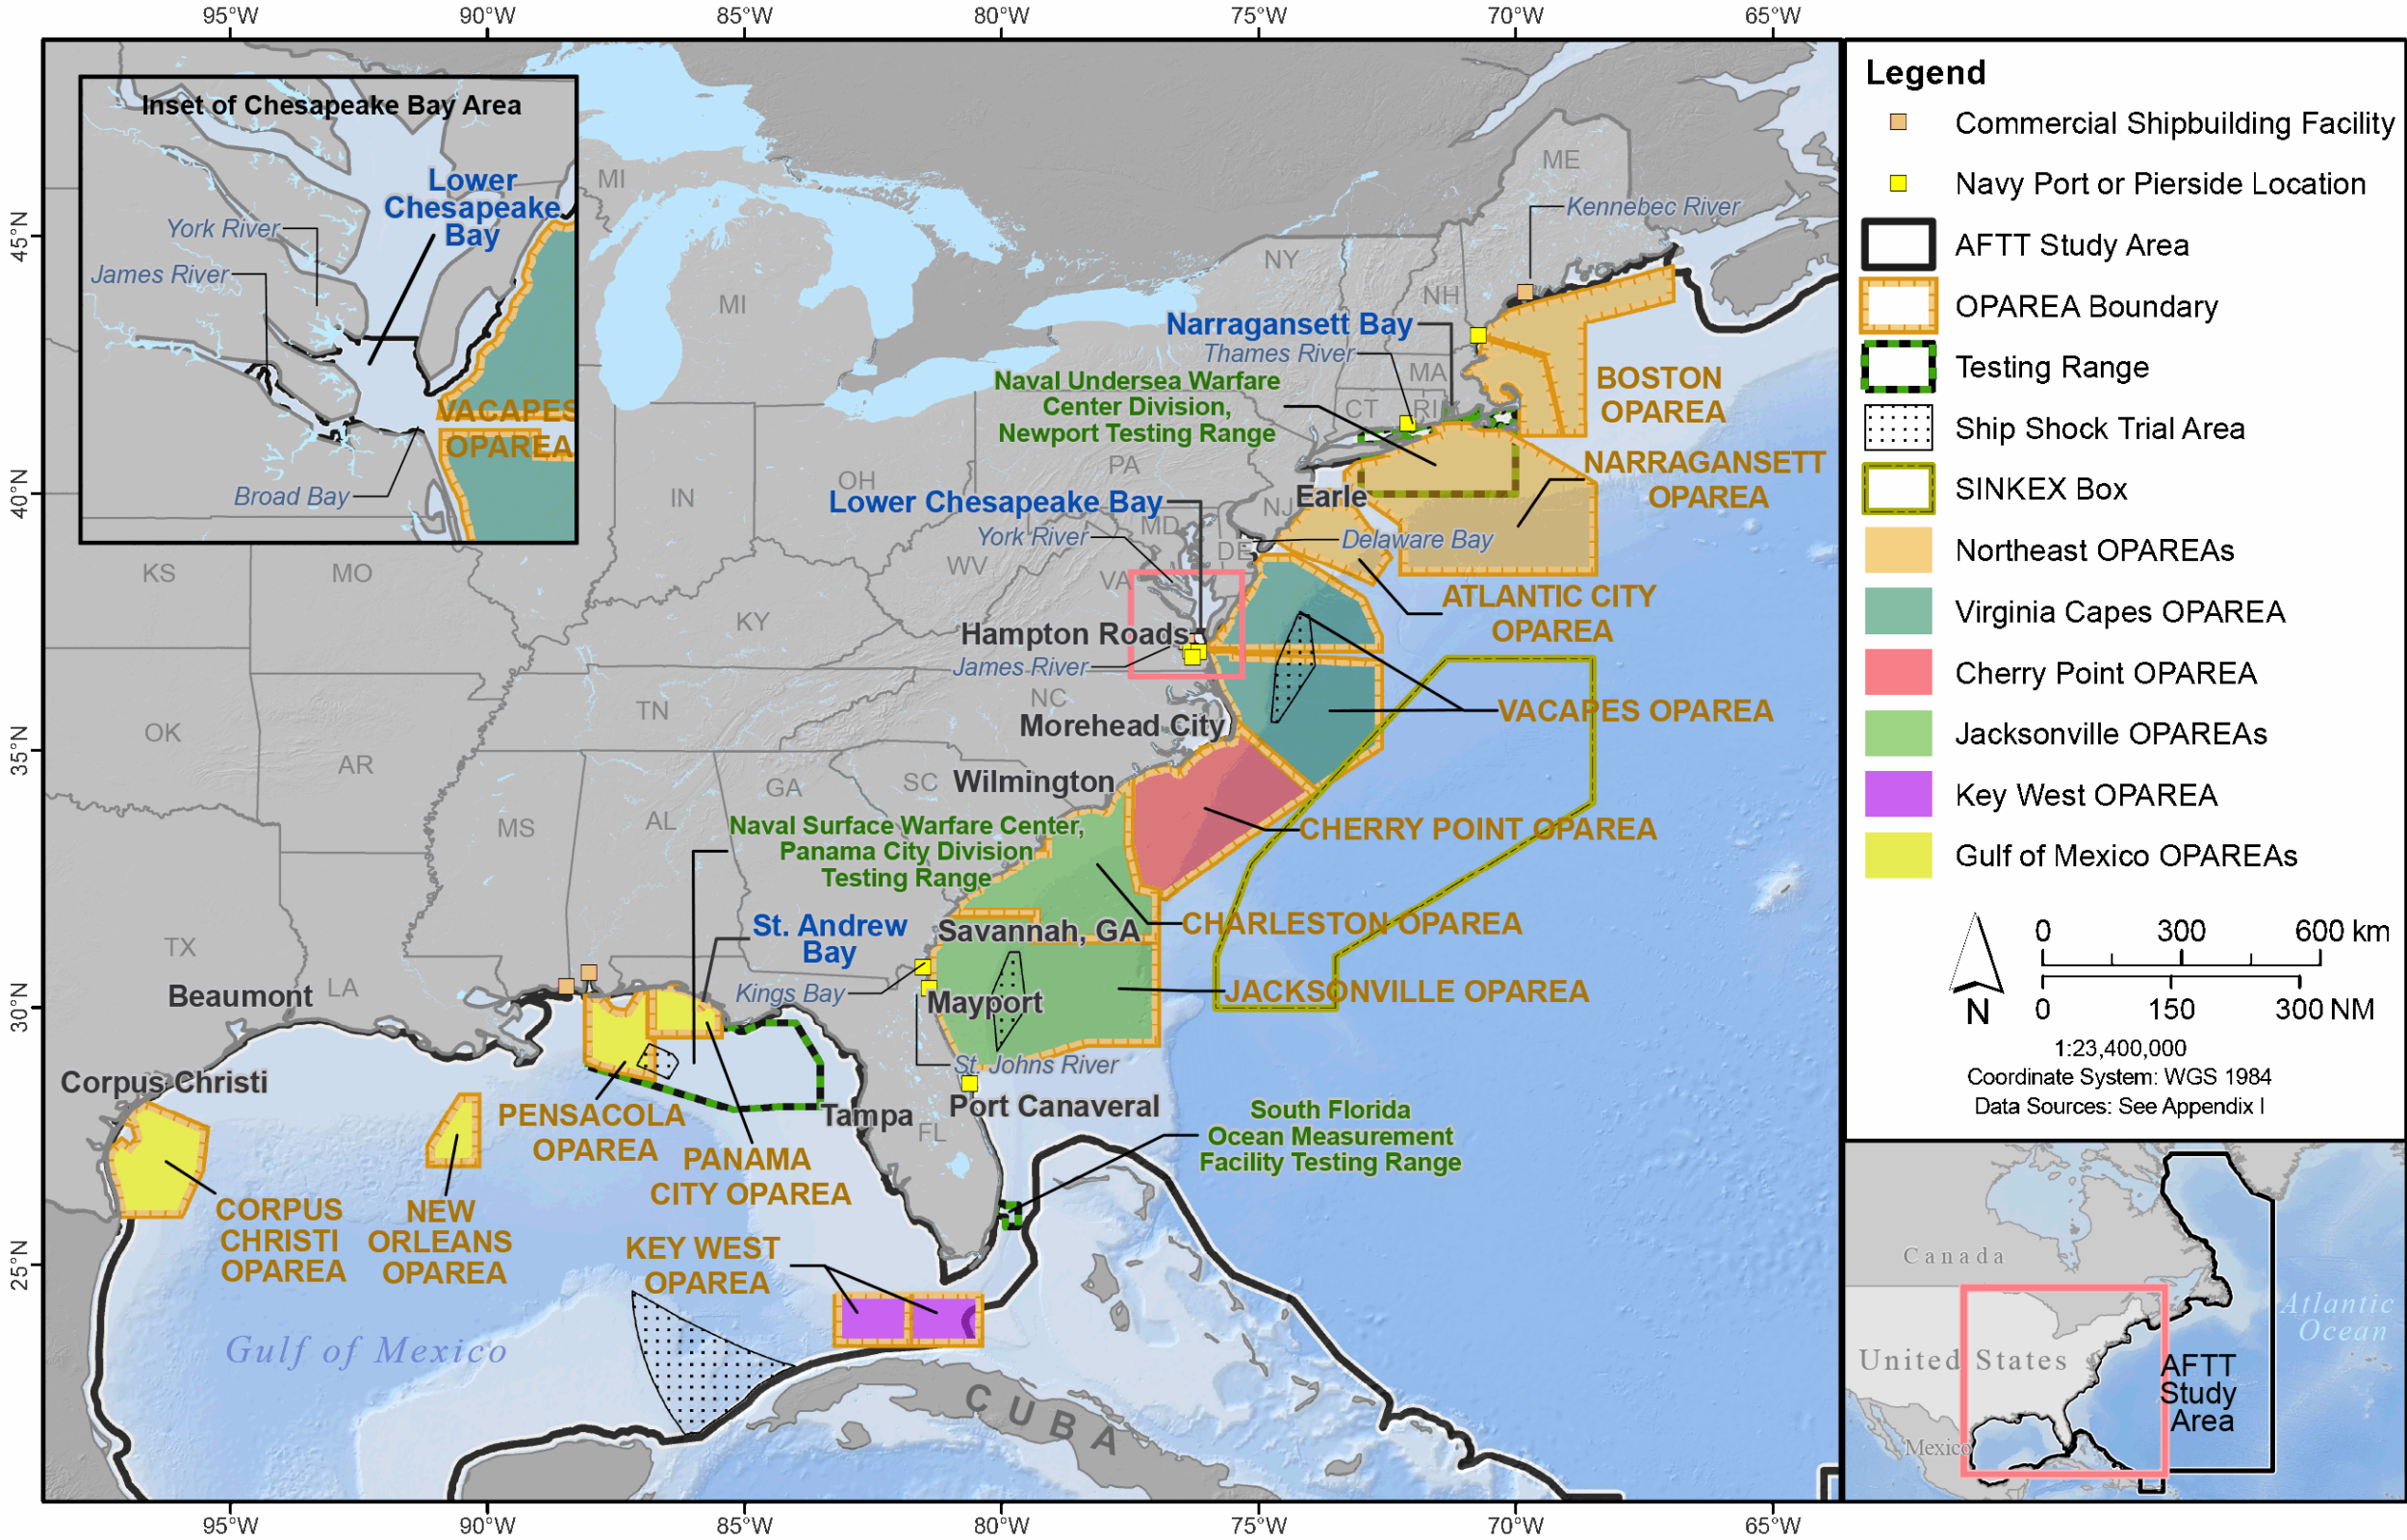 95°W 90°W 85°W 80°W 75°W 70°W 65°W
Inset of Chesapeake Bay Area
Lower
Chesapeake
Bay
York River
James River
VACAPES
OPAREA
Broad Bay
45°N
40°N
35°N
30°N
25°N
MI
MI
ME
Kennebec River
NY
NH
Narragansett Bay
Thames River
MA
CT
RI
Naval Undersea Warfare
Center Division,
Newport Testing Range
BOSTON
OPAREA
NARRAGANSETT
OPAREA
PA
OH
IN
NJ
Earle
Lower Chesapeake Bay
MD
York River
DE
Delaware Bay
WV
VA
KS
MO
KY
ATLANTIC CITY
OPAREA
Hampton Roads
James River
NC
TN
VACAPES OPAREA
Morehead City
OK
AR
SC
Wilmington
GA
MS
AL
Naval Surface Warfare Center,
Panama City Division
Testing Range
CHERRY POINT OPAREA
St. Andrew
Bay
CHARLESTON OPAREA
Savannah, GA
TX
LA
Beaumont
Kings Bay
Mayport
JACKSONVILLE OPAREA
St. Johns River
Corpus Christi
PENSACOLA
OPAREA
PANAMA
CITY OPAREA
Tampa
FL
Port Canaveral
South Florida
Ocean Measurement
Facility Testing Range
CORPUS
CHRISTI
OPAREA
NEW
ORLEANS
OPAREA
KEY WEST
OPAREA
Gulf of Mexico
CUBA
95°W 90°W 85°W 80°W 75°W 70°W 65°W
Legend
Commercial Shipbuilding Facility
Navy Port or Pierside Location
AFTT Study Area
OPAREA Boundary
Testing Range
Ship Shock Trial Area
SINKEX Box
Northeast OPAREAs
Virginia Capes OPAREA
Cherry Point OPAREA
Jacksonville OPAREAs
Key West OPAREA
Gulf of Mexico OPAREAs
N
0 300 600 km
0 150 300 NM
1:23,400,000
Coordinate System: WGS 1984
Data Sources: See Appendix I
Canada
United States
Mexico
Atlantic
Ocean
AFTT
Study
Area